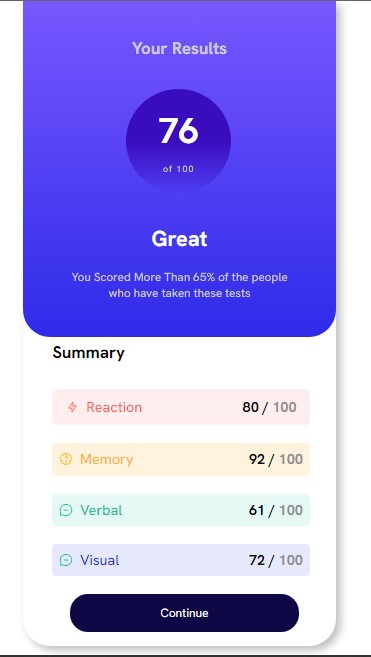 Your Results
76
of 100
Great
You Scored More Than 65% of the people
who have taken these tests
Summary
Reaction 80 / 100
Memory 92 / 100
Verbal 61 / 100
Visual 72 / 100
Continue